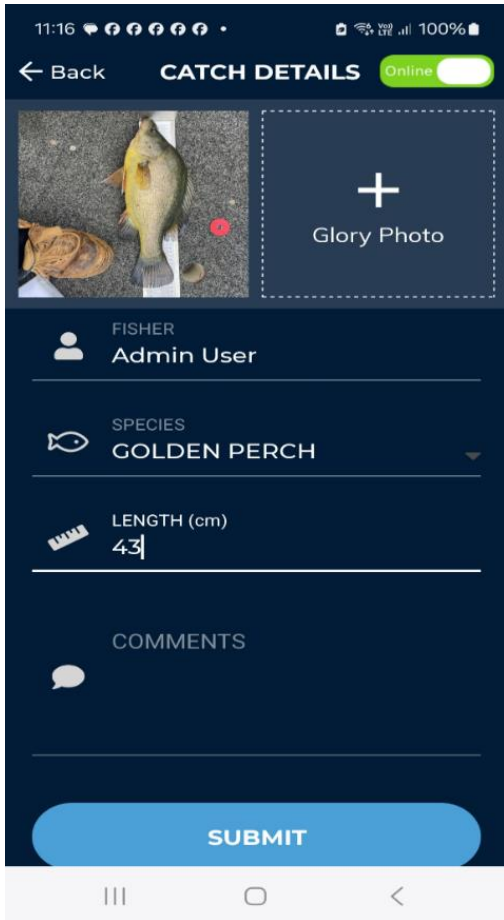 11:16 100%
Back CATCH DETAILS Online
Glory Photo
FISHER
Admin User
SPECIES
GOLDEN PERCH
LENGTH (cm)
43
COMMENTS
SUBMIT